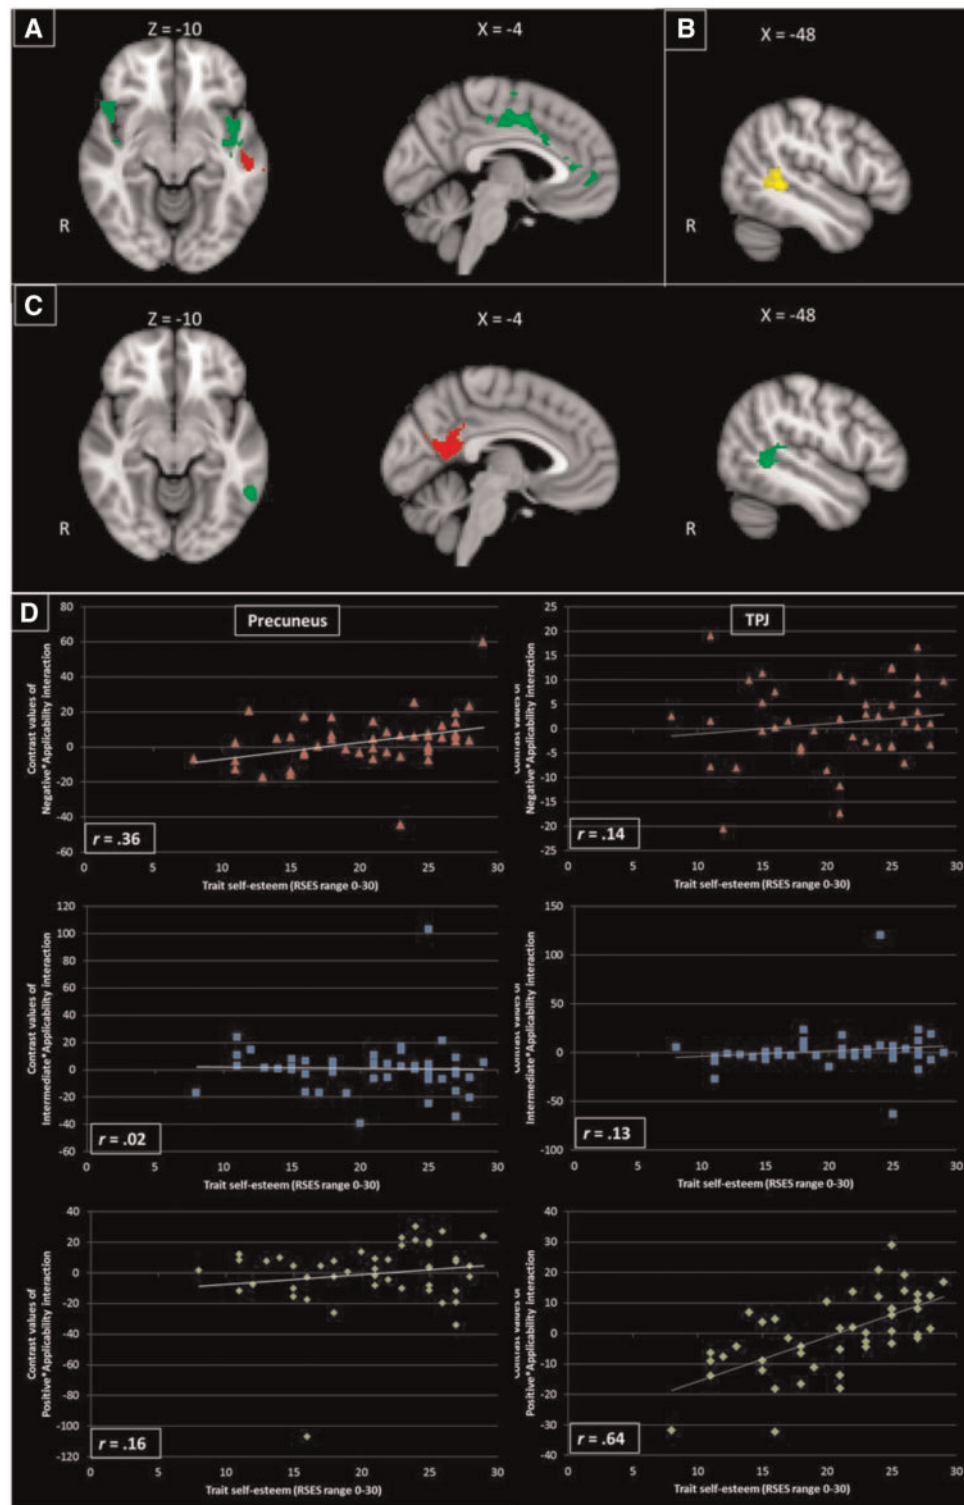 A
Z = -10
X = -4
B
X = -48
R
C
Z = -10
X = -4
X = -48
R
R
D
Precuneus
Contrast values of
Negative*Applicability interaction
80
60
40
20
0
-20
-40
-60
r = .36
0 5 10 15 20 25 30
Trait self-esteem (RSES range 0-30)
TPJ
Contrast values of
Negative*Applicability interaction
25
20
15
10
5
0
-5
-10
-15
-20
-25
r = .14
0 5 10 15 20 25 30
Trait self-esteem (RSES range 0-30)
Contrast values of
Intermediate*Applicability interaction
120
100
80
60
40
20
0
-20
-40
-60
r = .02
0 5 10 15 20 25 30
Trait self-esteem (RSES range 0-30)
Contrast values of
Intermediate*Applicability interaction
150
100
50
0
-50
-100
r = .13
0 5 10 15 20 25 30
Trait self-esteem (RSES range 0-30)
Contrast values of
Positive*Applicability interaction
40
20
0
-20
-40
-60
-80
-100
-120
r = .16
0 5 10 15 20 25 30
Trait self-esteem (RSES range 0-30)
Contrast values of
Positive*Applicability interaction
40
30
20
10
0
-10
-20
-30
-40
r = .64
0 5 10 15 20 25 30
Trait self-esteem (RSES range 0-30)